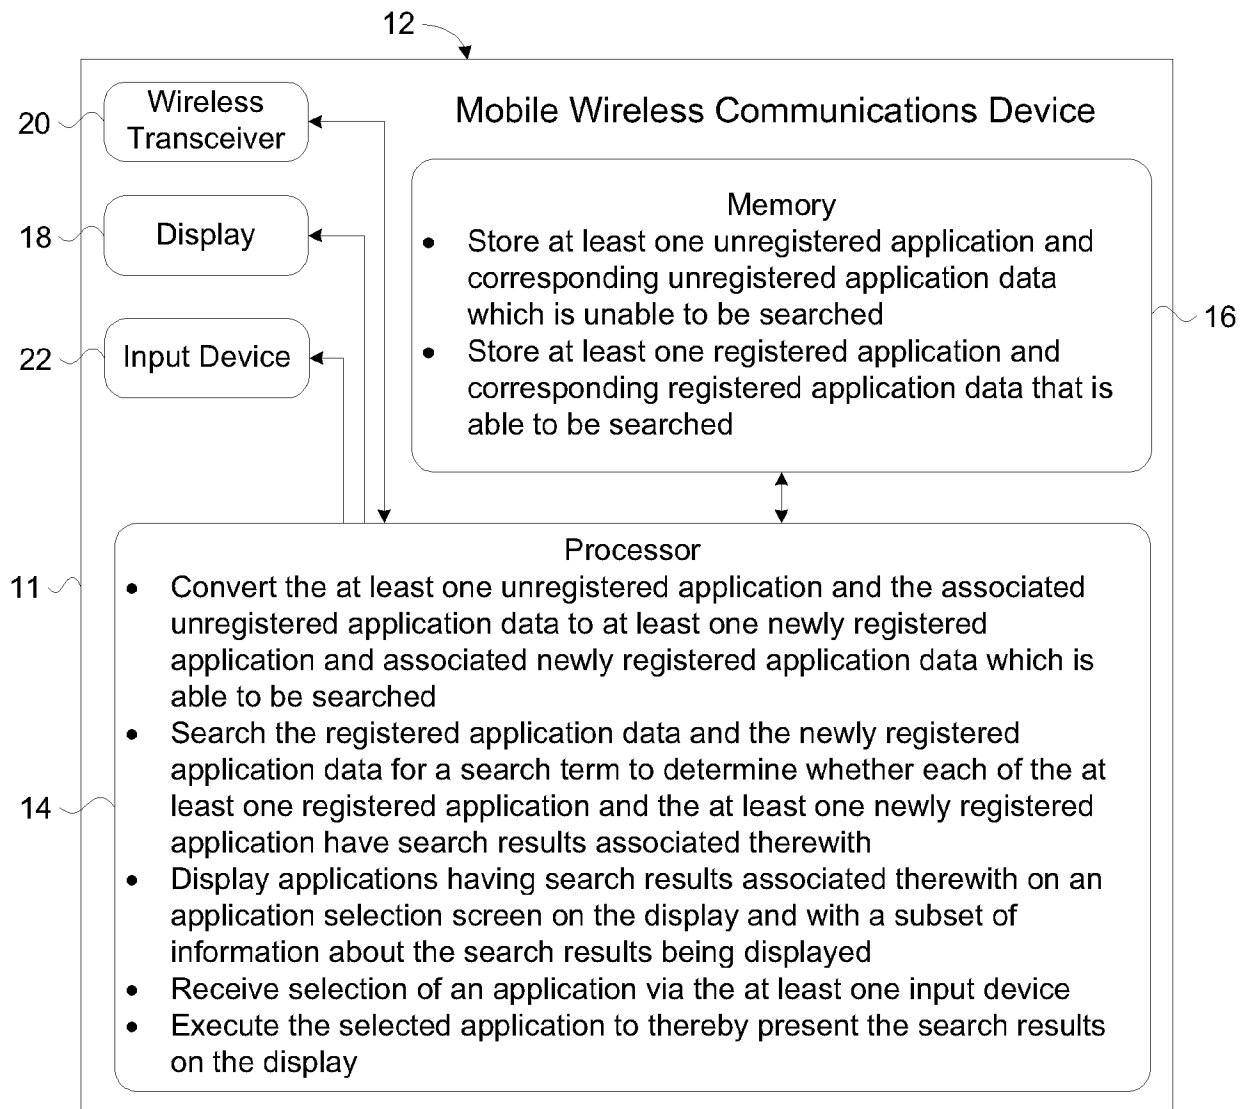 12
Wireless
Transceiver
20
Mobile Wireless Communications Device
Display
18
Input Device
22
Memory
• Store at least one unregistered application and
corresponding unregistered application data
which is unable to be searched
• Store at least one registered application and
corresponding registered application data that is
able to be searched
16
11
Processor
• Convert the at least one unregistered application and the associated
unregistered application data to at least one newly registered
application and associated newly registered application data which is
able to be searched
• Search the registered application data and the newly registered
application data for a search term to determine whether each of the at
least one registered application and the at least one newly registered
application have search results associated therewith
14
• Display applications having search results associated therewith on an
application selection screen on the display and with a subset of
information about the search results being displayed
• Receive selection of an application via the at least one input device
• Execute the selected application to thereby present the search results
on the display